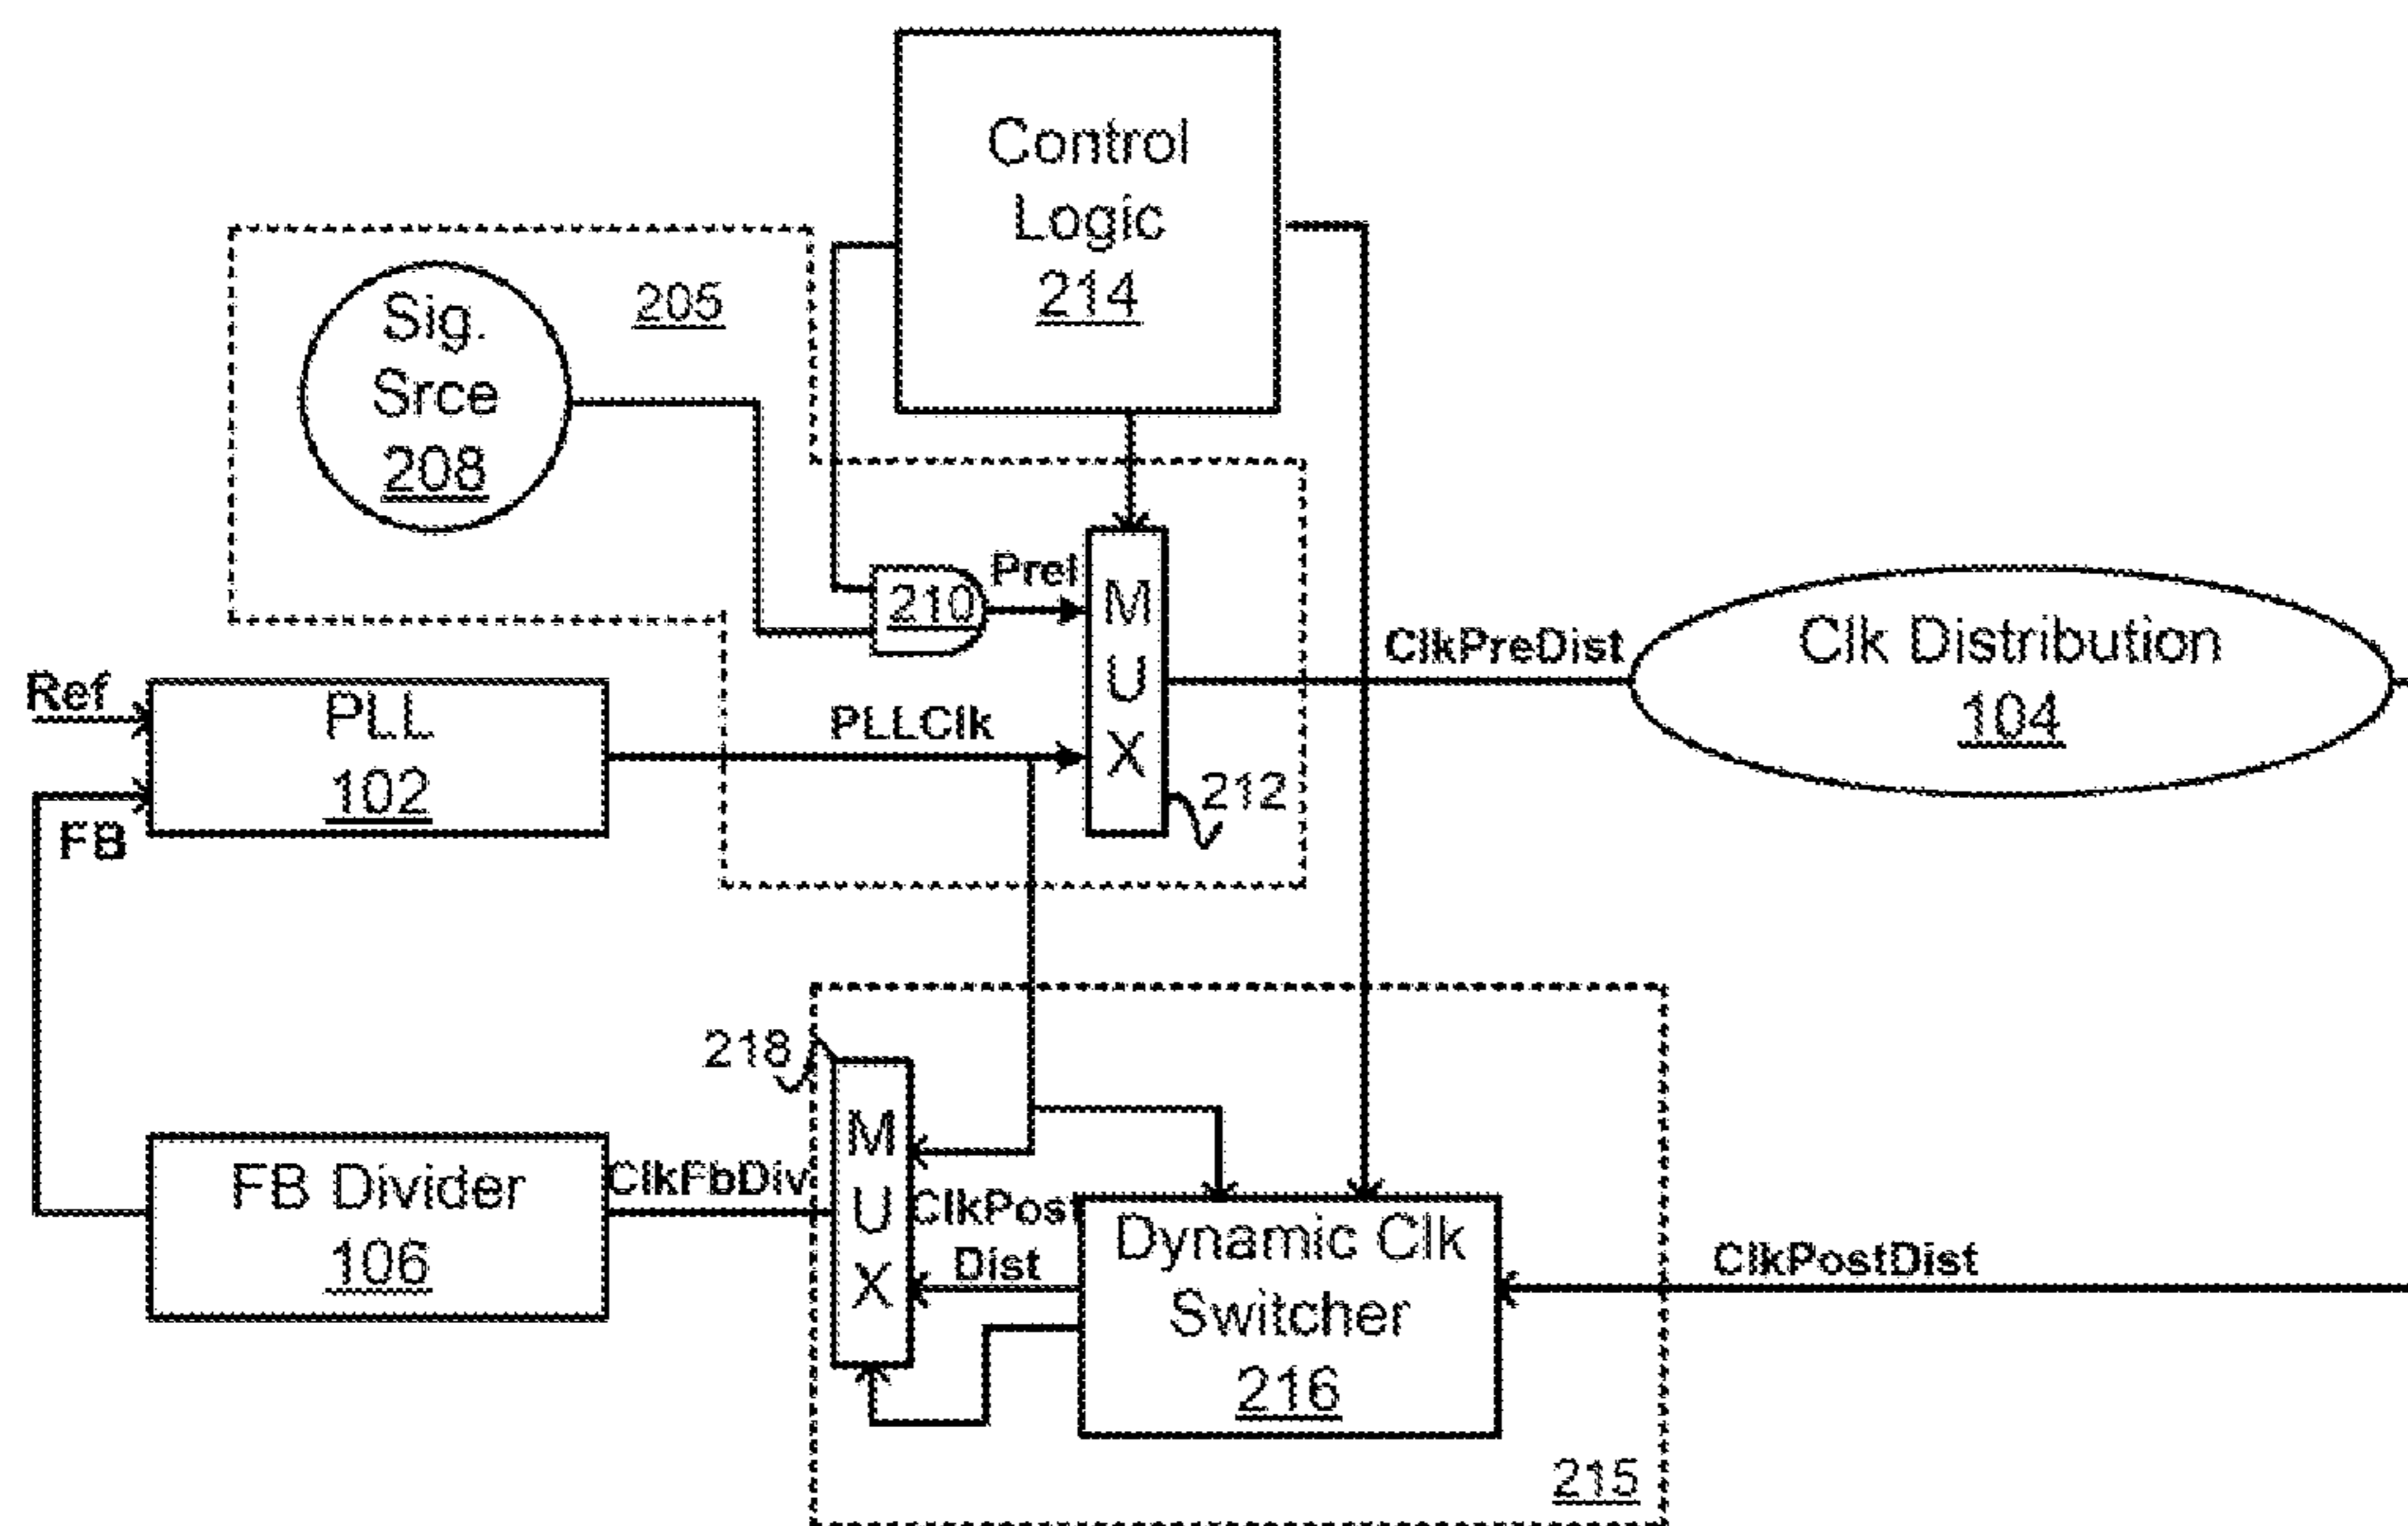 Control
Logic
214
Sig.
Srce
208
205
210
Prel
M
U
X
212
ClkPreDist
Clk Distribution
104
Ref
PLL
102
FB
PLLClk
218
M
U
X
ClkFbDiv
FB Divider
106
ClkPost
Dist
Dynamic Clk
Switcher
216
ClkPostDist
215